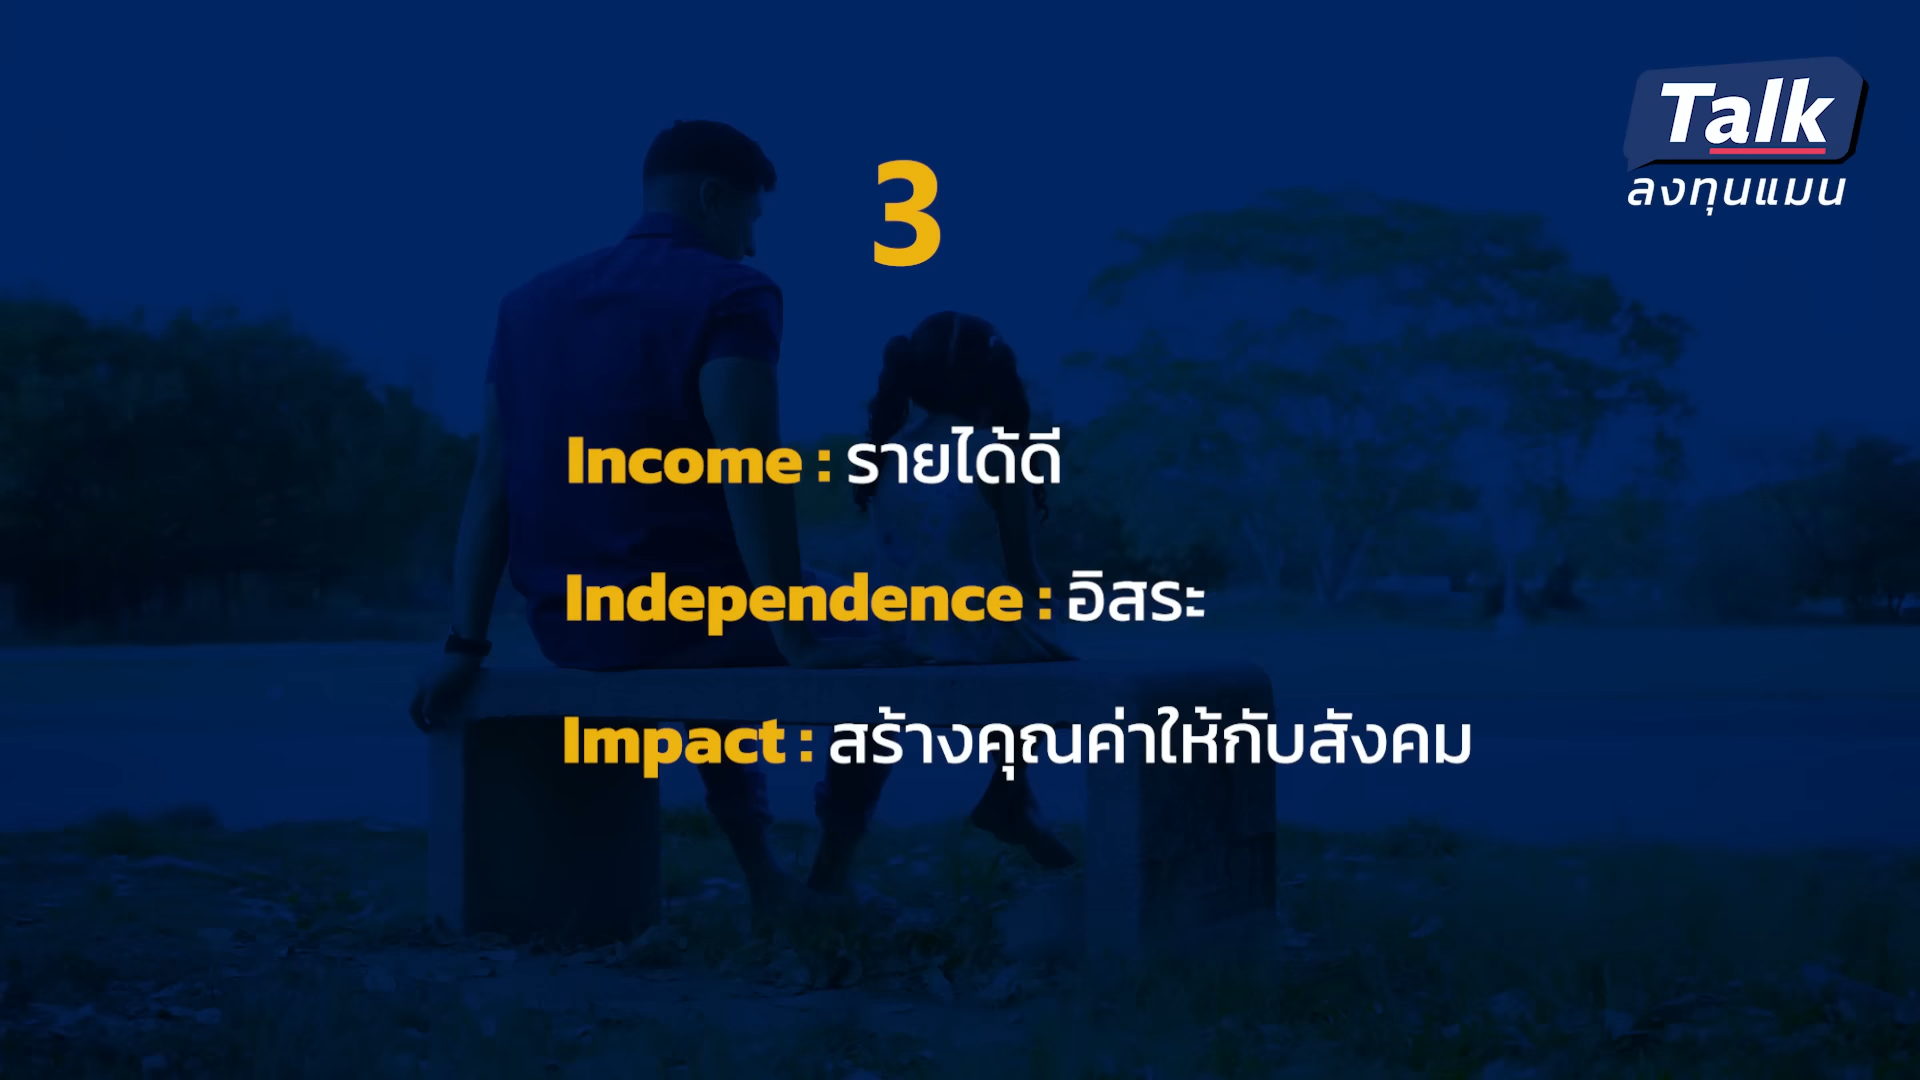 Talk
ลงทุนแมน
3
Income : รายได้ดี
Independence : อิสระ
Impact : สร้างคุณค่าให้กับสังคม